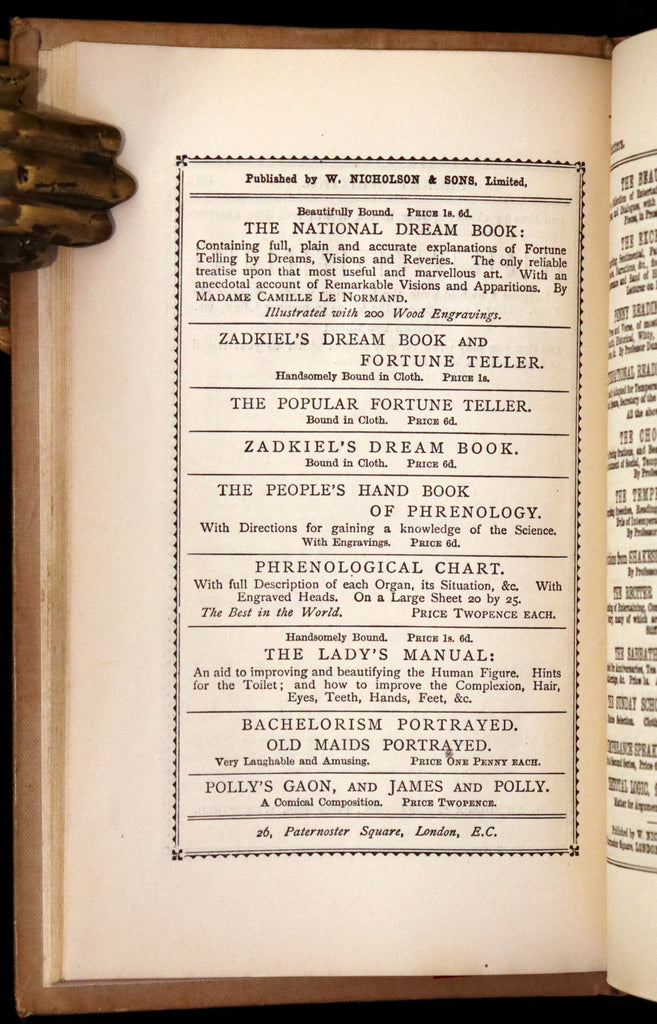 Published by W. NICHOLSON & SONS, Limited,
Beautifully Bound. PRICE 1s. 6d.
THE NATIONAL DREAM BOOK:
Containing full, plain and accurate explanations of Fortune
Telling by Dreams, Visions and Reveries. The only reliable
treatise upon that most useful and marvellous art. With an
anecdotal account of Remarkable Visions and Apparitions. By
MADAME CAMILLE LE NORMAND.
Illustrated with 200 Wood Engravings.
ZADKIEL'S DREAM BOOK AND
FORTUNE TELLER.
Handsomely Bound in Cloth. PRICE 1s.
THE POPULAR FORTUNE TELLER.
Bound in Cloth. PRICE 6d.
ZADKIEL'S DREAM BOOK.
Bound in Cloth. PRICE 6d.
THE PEOPLE'S HAND BOOK
OF PHRENOLOGY.
With Directions for gaining a knowledge of the Science.
With Engravings. PRICE 6d.
PHRENOLOGICAL CHART.
With full Description of each Organ, its Situation, &c. With
Engraved Heads. On a Large Sheet 20 by 25.
The Best in the World. PRICE TWOPENCE EACH.
Handsomely Bound. PRICE 1s. 6d.
THE LADY'S MANUAL:
An aid to improving and beautifying the Human Figure. Hints
for the Toilet; and how to improve the Complexion, Hair,
Eyes, Teeth, Hands, Feet, &c.
BACHELORISM PORTRAYED.
OLD MAIDS PORTRAYED.
Very Laughable and Amusing. PRICE ONE PENNY EACH.
POLLY'S GAON, AND JAMES AND POLLY.
A Comical Composition. PRICE TWOPENCE.
26, Paternoster Square, London, E.C.